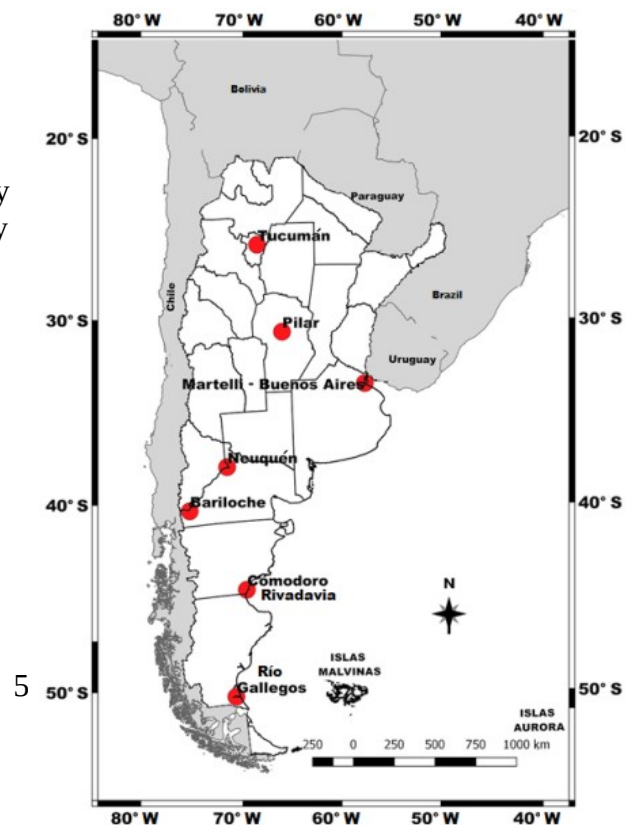 80° W 70° W 60° W 50° W 40° W
Bolivia
20° S 20° S
y
Paraguay
y
Tucumán
Chile
Brazil
30° S 30° S
Pilar
Uruguay
Martelli - Buenos Aires
Neuquén
Bariloche
40° S 40° S
Comodoro
Rivadavia
N
ISLAS
MALVINAS
Río
Gallegos
5
50° S 50° S
ISLAS
AURORA
250 0 250 500 750 1000 km
80° W 70° W 60° W 50° W 40° W